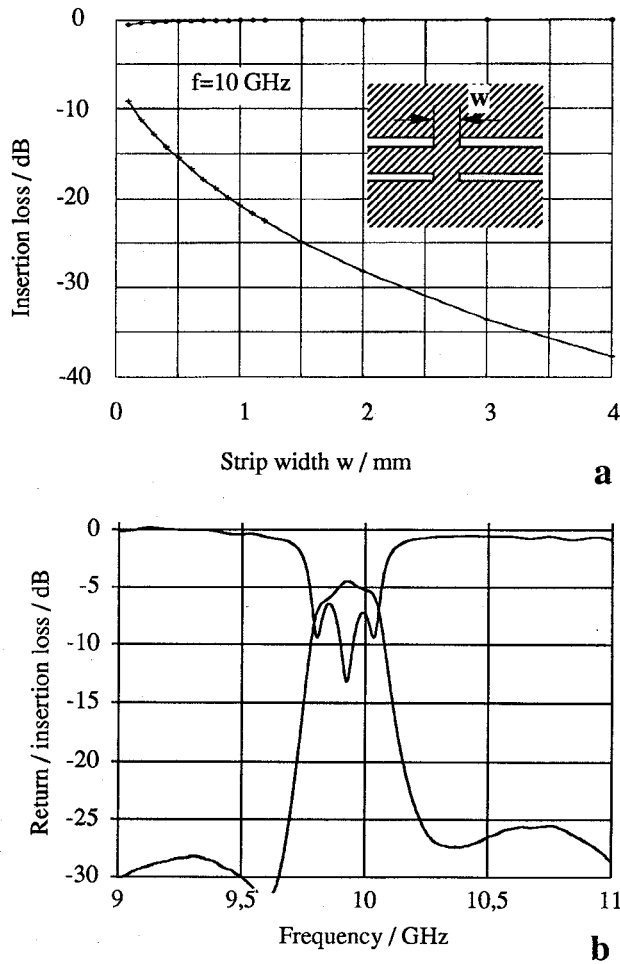 Insertion loss / dB
0
-10
-20
-30
-40
f=10 GHz
w
0 1 2 3 4
Strip width w / mm
a
Return / insertion loss / dB
0
-5
-10
-15
-20
-25
-30
9 9,5 10 10,5 11
Frequency / GHz
b